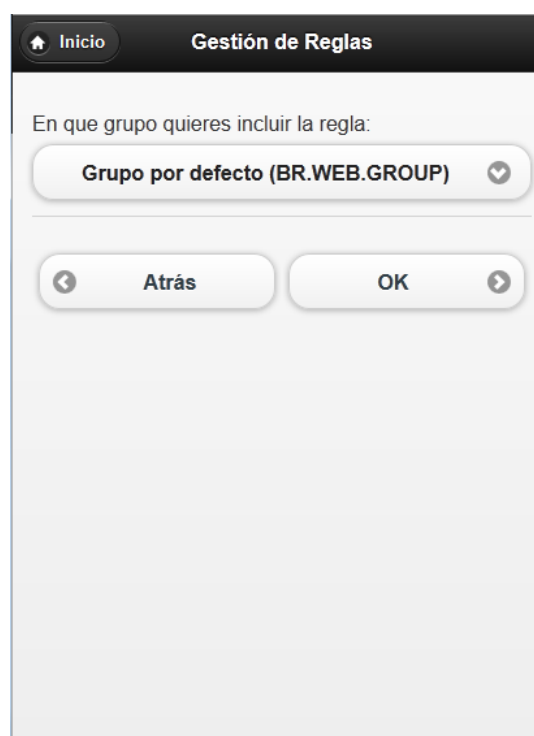 Inicio
Gestión de Reglas
En que grupo quieres incluir la regla:
Grupo por defecto (BR.WEB.GROUP)
Atrás
OK